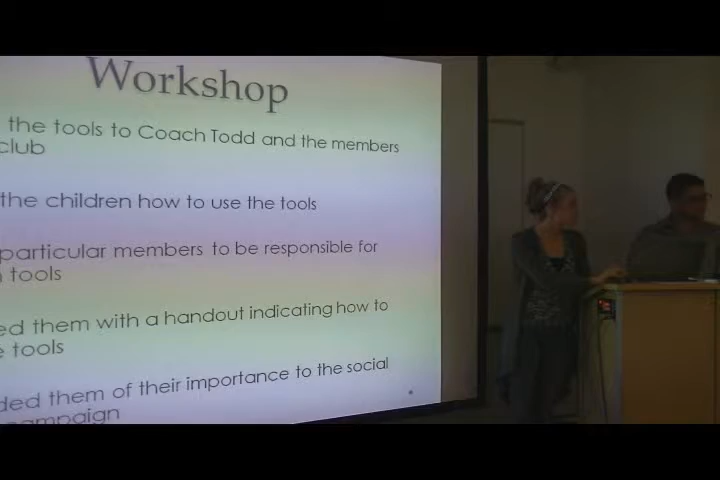 Workshop
the tools to Coach Todd and the members
club
the children how to use the tools
particular members to be responsible for
tools
ed them with a handout indicating how to
e tools
ded them of their importance to the social
campaign